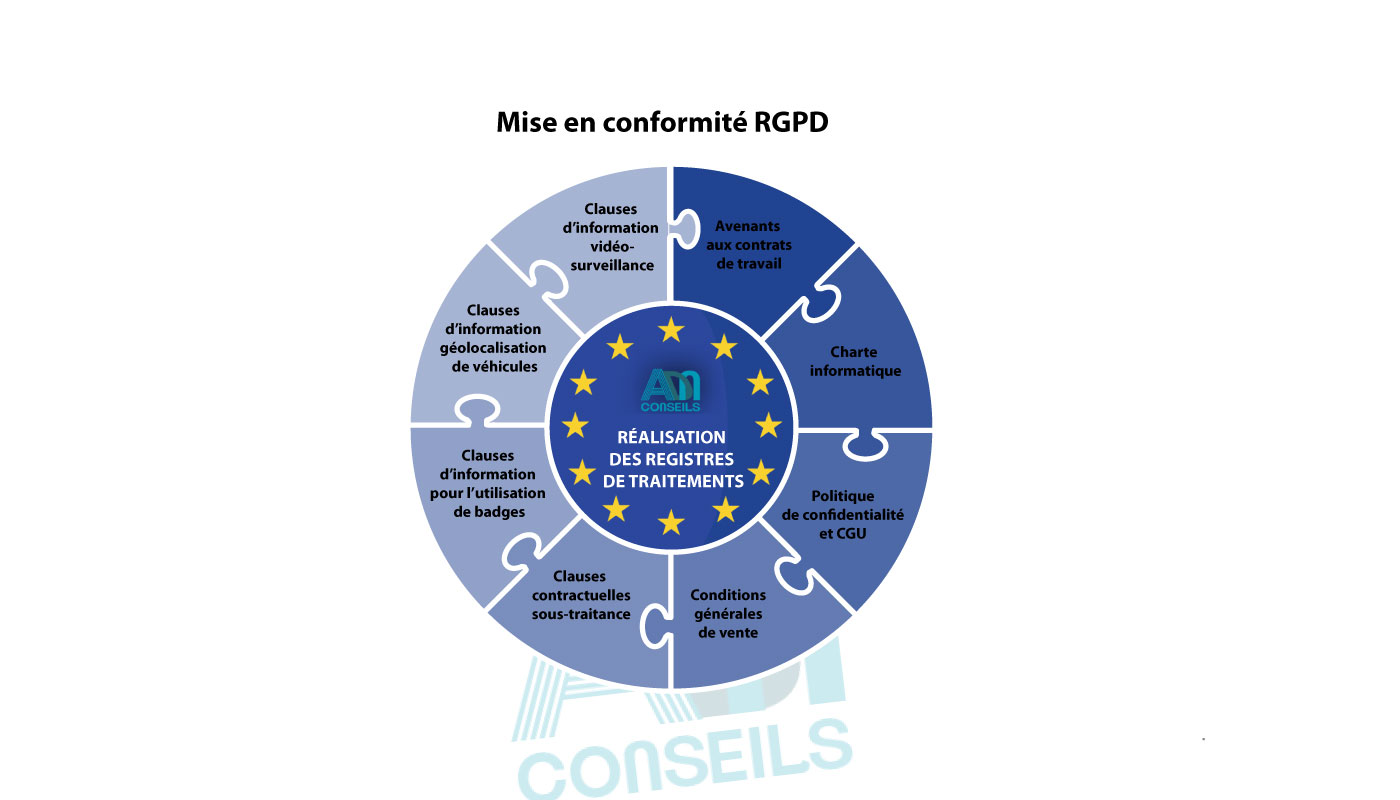 Mise en conformité RGPD
Clauses
d’information
vidéo-
surveillance
Avenants
aux contrats
de travail
Charte
informatique
Politique
de confidentialité
et CGU
Conditions
générales
de vente
Clauses
contractuelles
sous-traitance
Clauses
d’information
pour l’utilisation
de badges
Clauses
d’information
géolocalisation
de véhicules
ADN
CONSEILS
RÉALISATION
DES REGISTRES
DE TRAITEMENTS
CONSEILS